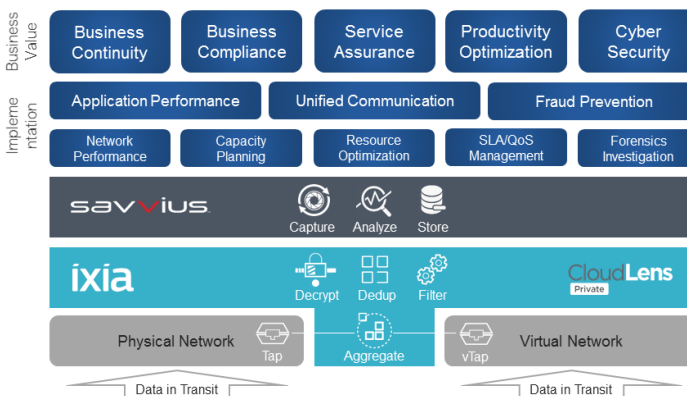 Business
Value
Business
Continuity
Business
Compliance
Service
Assurance
Productivity
Optimization
Cyber
Security
Impleme
ntation
Application Performance
Unified Communication
Fraud Prevention
Network
Performance
Capacity
Planning
Resource
Optimization
SLA/QoS
Management
Forensics
Investigation
savvius
Capture
Analyze
Store
ixia
Decrypt
Dedup
Filter
CloudLens
Private
Physical Network
Tap
Aggregate
vTap
Virtual Network
Data in Transit
Data in Transit